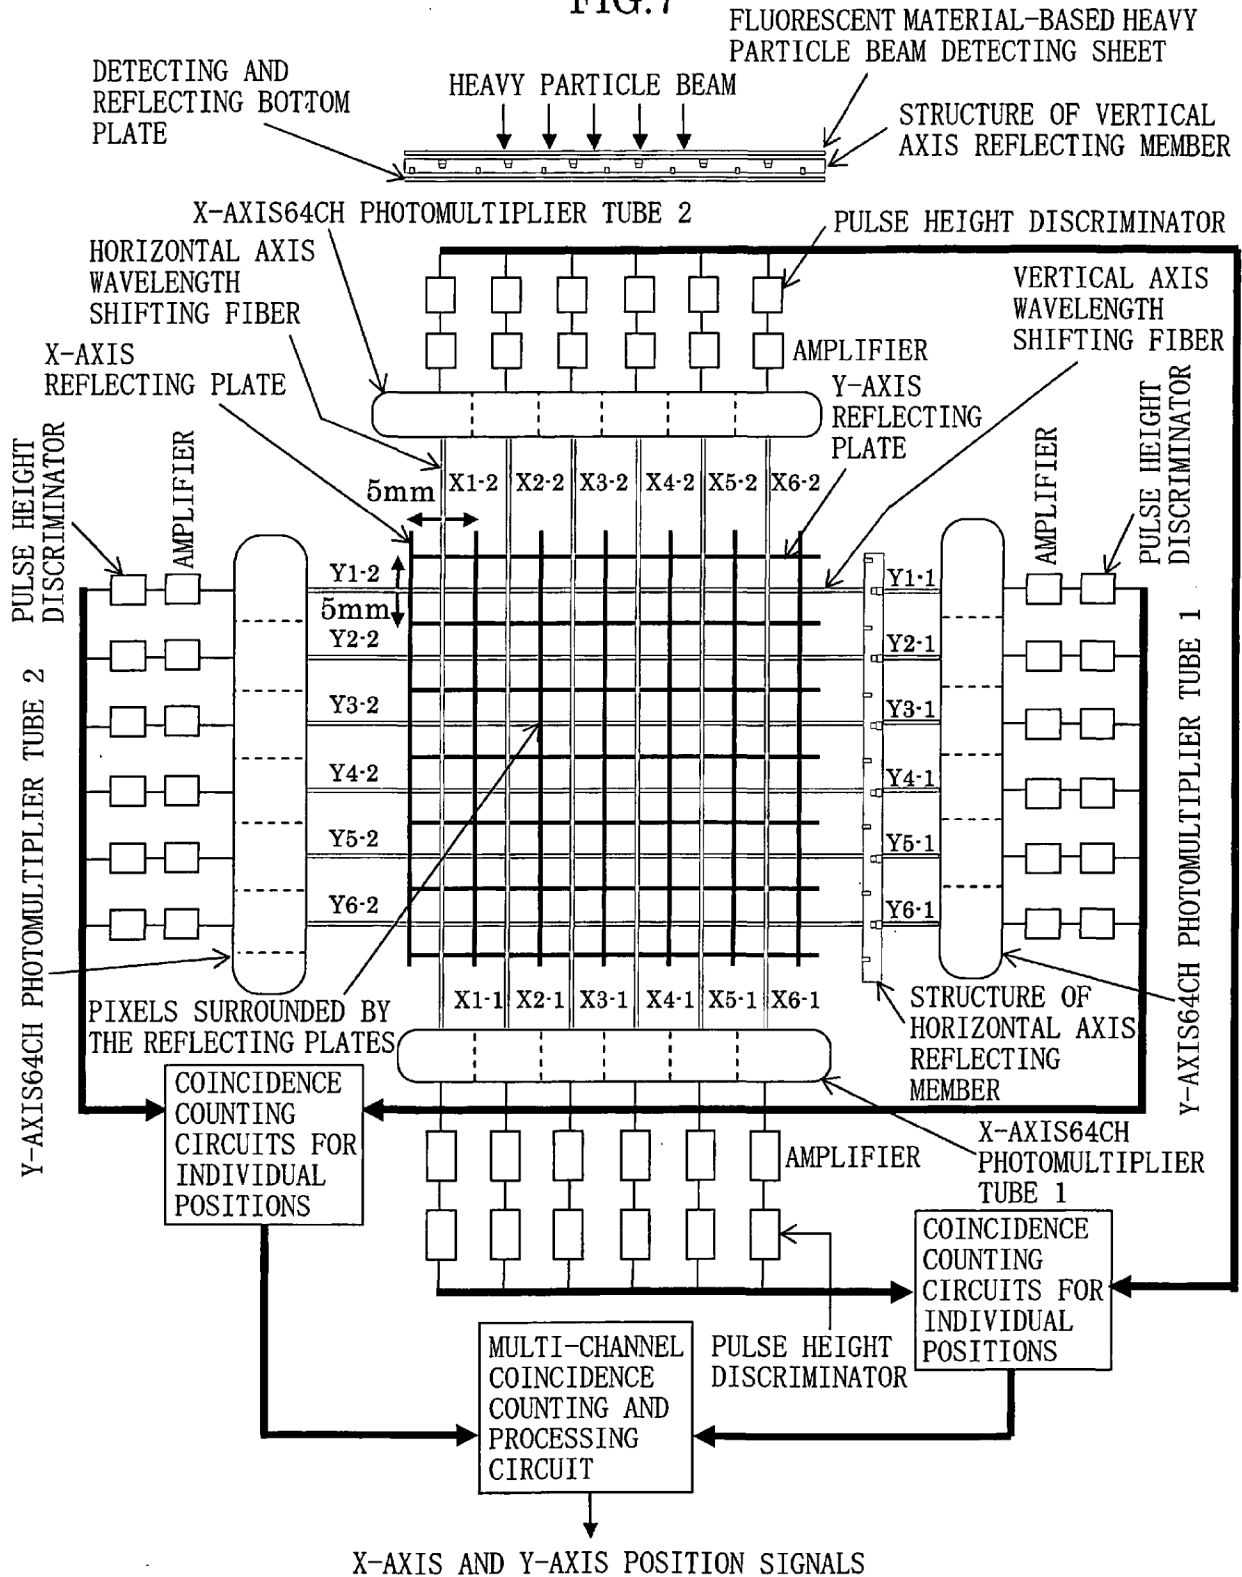 FIG.7
FLUORESCENT MATERIAL-BASED HEAVY
PARTICLE BEAM DETECTING SHEET
DETECTING AND
REFLECTING BOTTOM
PLATE
HEAVY PARTICLE BEAM
STRUCTURE OF VERTICAL
AXIS REFLECTING MEMBER
X-AXIS64CH PHOTOMULTIPLIER TUBE 2
PULSE HEIGHT DISCRIMINATOR
HORIZONTAL AXIS
WAVELENGTH
SHIFTING FIBER
VERTICAL AXIS
WAVELENGTH
SHIFTING FIBER
X-AXIS
REFLECTING PLATE
AMPLIFIER
Y-AXIS
REFLECTING
PLATE
PULSE HEIGHT
DISCRIMINATOR
AMPLIFIER
AMPLIFIER
PULSE HEIGHT
DISCRIMINATOR
X1-2 X2-2 X3-2 X4-2 X5-2 X6-2
5mm
5mm
Y1-2
Y2-2
Y3-2
Y4-2
Y5-2
Y6-2
Y1-1
Y2-1
Y3-1
Y4-1
Y5-1
Y6-1
Y-AXIS64CH PHOTOMULTIPLIER TUBE 2
Y-AXIS64CH PHOTOMULTIPLIER TUBE 1
X1-1 X2-1 X3-1 X4-1 X5-1 X6-1
PIXELS SURROUNDED BY
THE REFLECTING PLATES
STRUCTURE OF
HORIZONTAL AXIS
REFLECTING
MEMBER
COINCIDENCE
COUNTING
CIRCUITS FOR
INDIVIDUAL
POSITIONS
AMPLIFIER
X-AXIS64CH
PHOTOMULTIPLIER
TUBE 1
COINCIDENCE
COUNTING
CIRCUITS FOR
INDIVIDUAL
POSITIONS
PULSE HEIGHT
DISCRIMINATOR
MULTI-CHANNEL
COINCIDENCE
COUNTING AND
PROCESSING
CIRCUIT
X-AXIS AND Y-AXIS POSITION SIGNALS